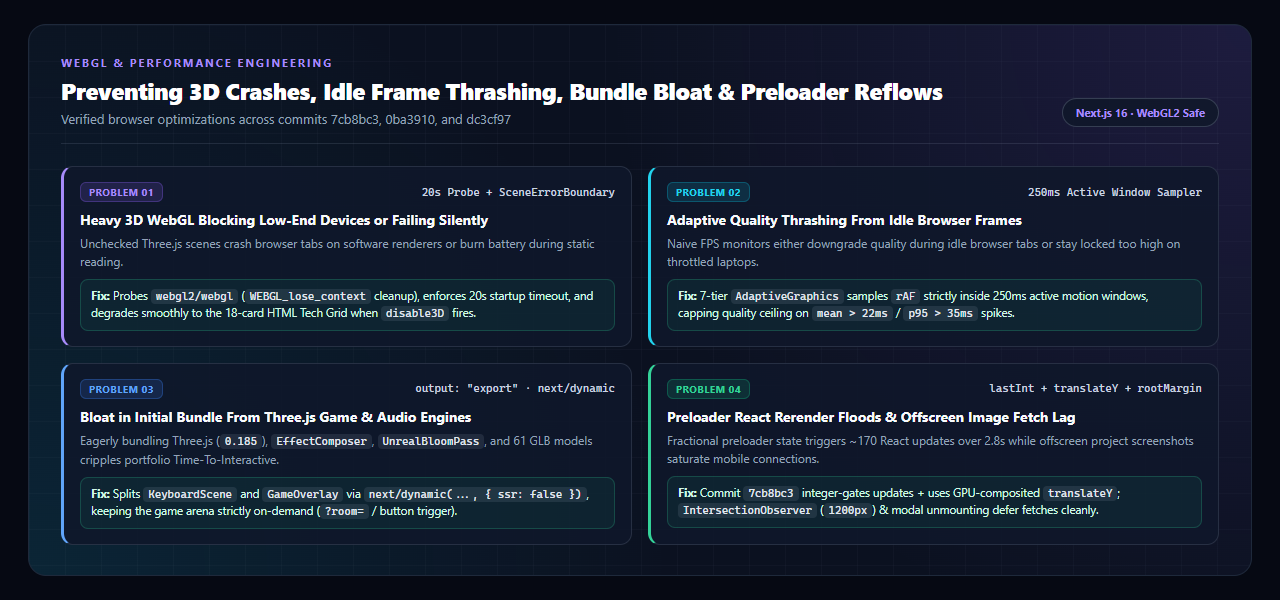 WEBGL & PERFORMANCE ENGINEERING
Preventing 3D Crashes, Idle Frame Thrashing, Bundle Bloat & Preloader Reflows
Verified browser optimizations across commits 7cb8bc3, 0ba3910, and dc3cf97
Next.js 16 · WebGL2 Safe
PROBLEM 01
20s Probe + SceneErrorBoundary
Heavy 3D WebGL Blocking Low-End Devices or Failing Silently
Unchecked Three.js scenes crash browser tabs on software renderers or burn battery during static
reading.
Fix: Probes webgl2/webgl ( WEBGL_lose_context cleanup), enforces 20s startup timeout, and
degrades smoothly to the 18-card HTML Tech Grid when disable3D fires.
PROBLEM 02
250ms Active Window Sampler
Adaptive Quality Thrashing From Idle Browser Frames
Naive FPS monitors either downgrade quality during idle browser tabs or stay locked too high on
throttled laptops.
Fix: 7-tier AdaptiveGraphics samples rAF strictly inside 250ms active motion windows,
capping quality ceiling on mean > 22ms / p95 > 35ms spikes.
PROBLEM 03
output: "export" · next/dynamic
Bloat in Initial Bundle From Three.js Game & Audio Engines
Eagerly bundling Three.js ( 0.185 ), EffectComposer, UnrealBloomPass, and 61 GLB models
cripples portfolio Time-To-Interactive.
Fix: Splits KeyboardScene and GameOverlay via next/dynamic(..., { ssr: false }),
keeping the game arena strictly on-demand ( ?room= / button trigger).
PROBLEM 04
lastInt + translateY + rootMargin
Preloader React Rerender Floods & Offscreen Image Fetch Lag
Fractional preloader state triggers ~170 React updates over 2.8s while offscreen project screenshots
saturate mobile connections.
Fix: Commit 7cb8bc3 integer-gates updates + uses GPU-composited translateY ;
IntersectionObserver ( 1200px ) & modal unmounting defer fetches cleanly.